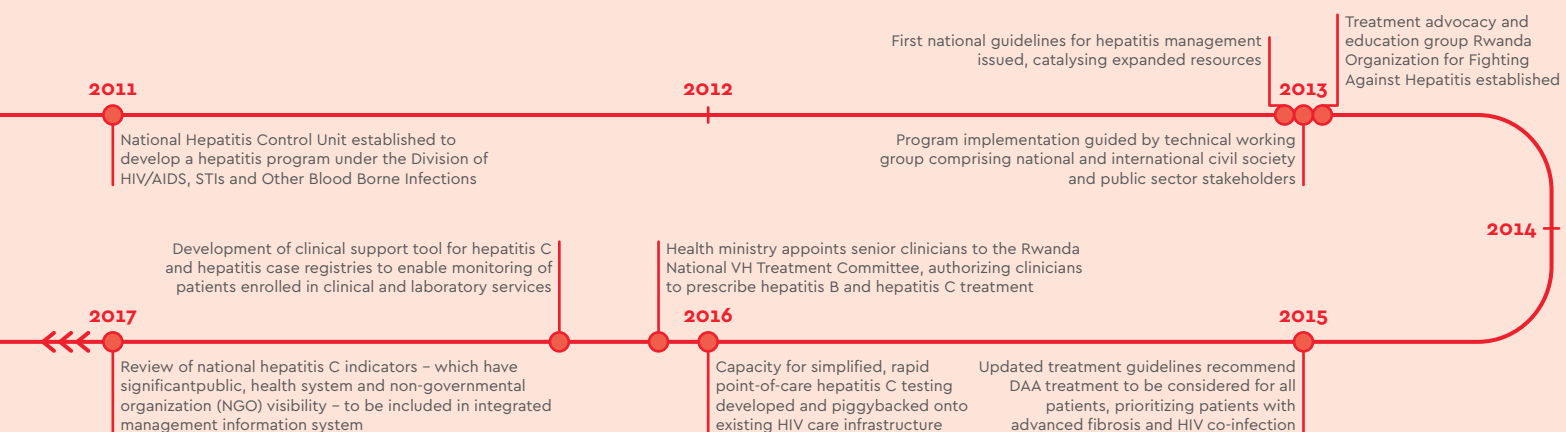 2011
National Hepatitis Control Unit established to
develop a hepatitis program under the Division of
HIV/AIDS, STIs and Other Blood Borne Infections
2012
First national guidelines for hepatitis management
issued, catalysing expanded resources
2013
Treatment advocacy and
education group Rwanda
Organization for Fighting
Against Hepatitis established
Program implementation guided by technical working
group comprising national and international civil society
and public sector stakeholders
2014
2015
Updated treatment guidelines recommend
DAA treatment to be considered for all
patients, prioritizing patients with
advanced fibrosis and HIV co-infection
2016
Capacity for simplified, rapid
point-of-care hepatitis C testing
developed and piggybacked onto
existing HIV care infrastructure
Health ministry appoints senior clinicians to the Rwanda
National VH Treatment Committee, authorizing clinicians
to prescribe hepatitis B and hepatitis C treatment
Development of clinical support tool for hepatitis C
and hepatitis case registries to enable monitoring of
patients enrolled in clinical and laboratory services
2017
Review of national hepatitis C indicators – which have
significantpublic, health system and non-governmental
organization (NGO) visibility – to be included in integrated
management information system